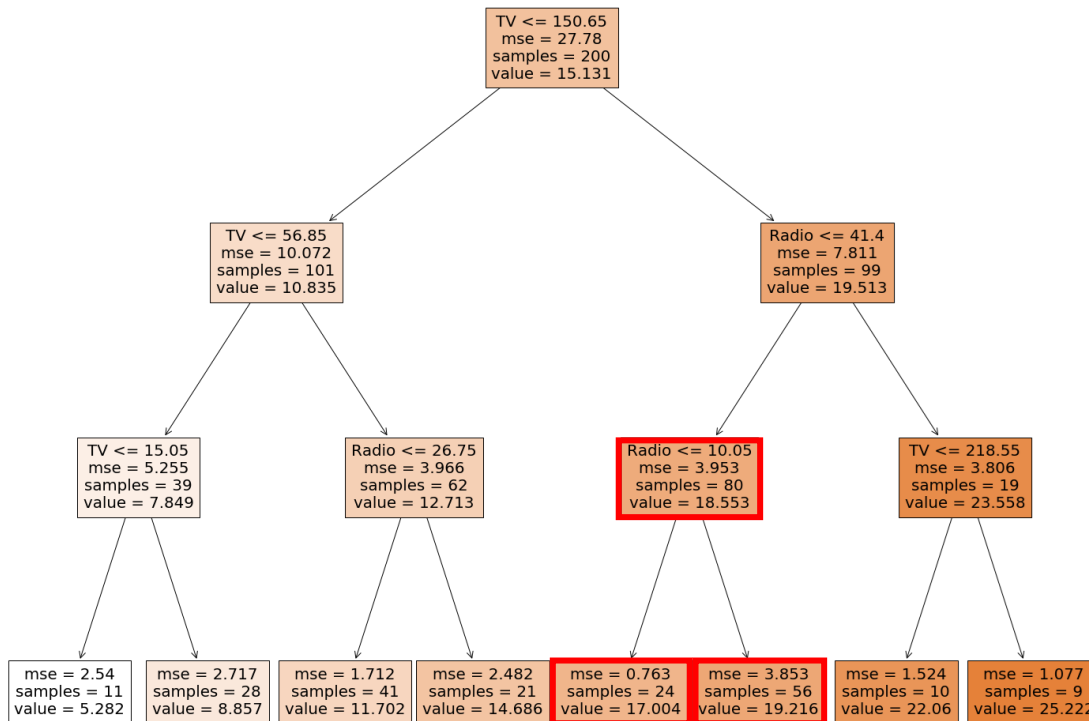 TV <= 150.65
mse = 27.78
samples = 200
value = 15.131
TV <= 56.85
mse = 10.072
samples = 101
value = 10.835
Radio <= 41.4
mse = 7.811
samples = 99
value = 19.513
TV <= 15.05
mse = 5.255
samples = 39
value = 7.849
Radio <= 26.75
mse = 3.966
samples = 62
value = 12.713
Radio <= 10.05
mse = 3.953
samples = 80
value = 18.553
TV <= 218.55
mse = 3.806
samples = 19
value = 23.558
mse = 2.54
samples = 11
value = 5.282
mse = 2.717
samples = 28
value = 8.857
mse = 1.712
samples = 41
value = 11.702
mse = 2.482
samples = 21
value = 14.686
mse = 0.763
samples = 24
value = 17.004
mse = 3.853
samples = 56
value = 19.216
mse = 1.524
samples = 10
value = 22.06
mse = 1.077
samples = 9
value = 25.222